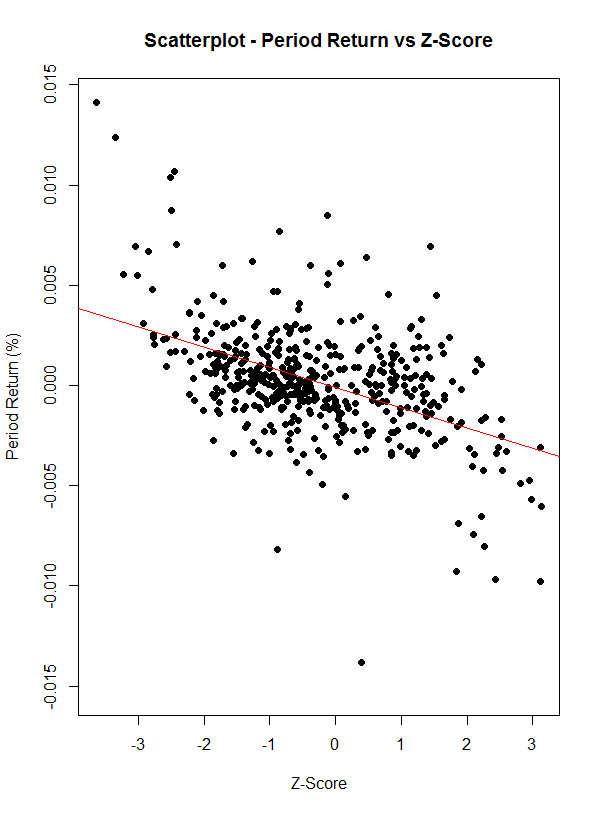 Scatterplot - Period Return vs Z-Score
0.015
0.010
0.005
0.000
-0.005
-0.010
-0.015
Period Return (%)
-3 -2 -1 0 1 2 3
Z-Score